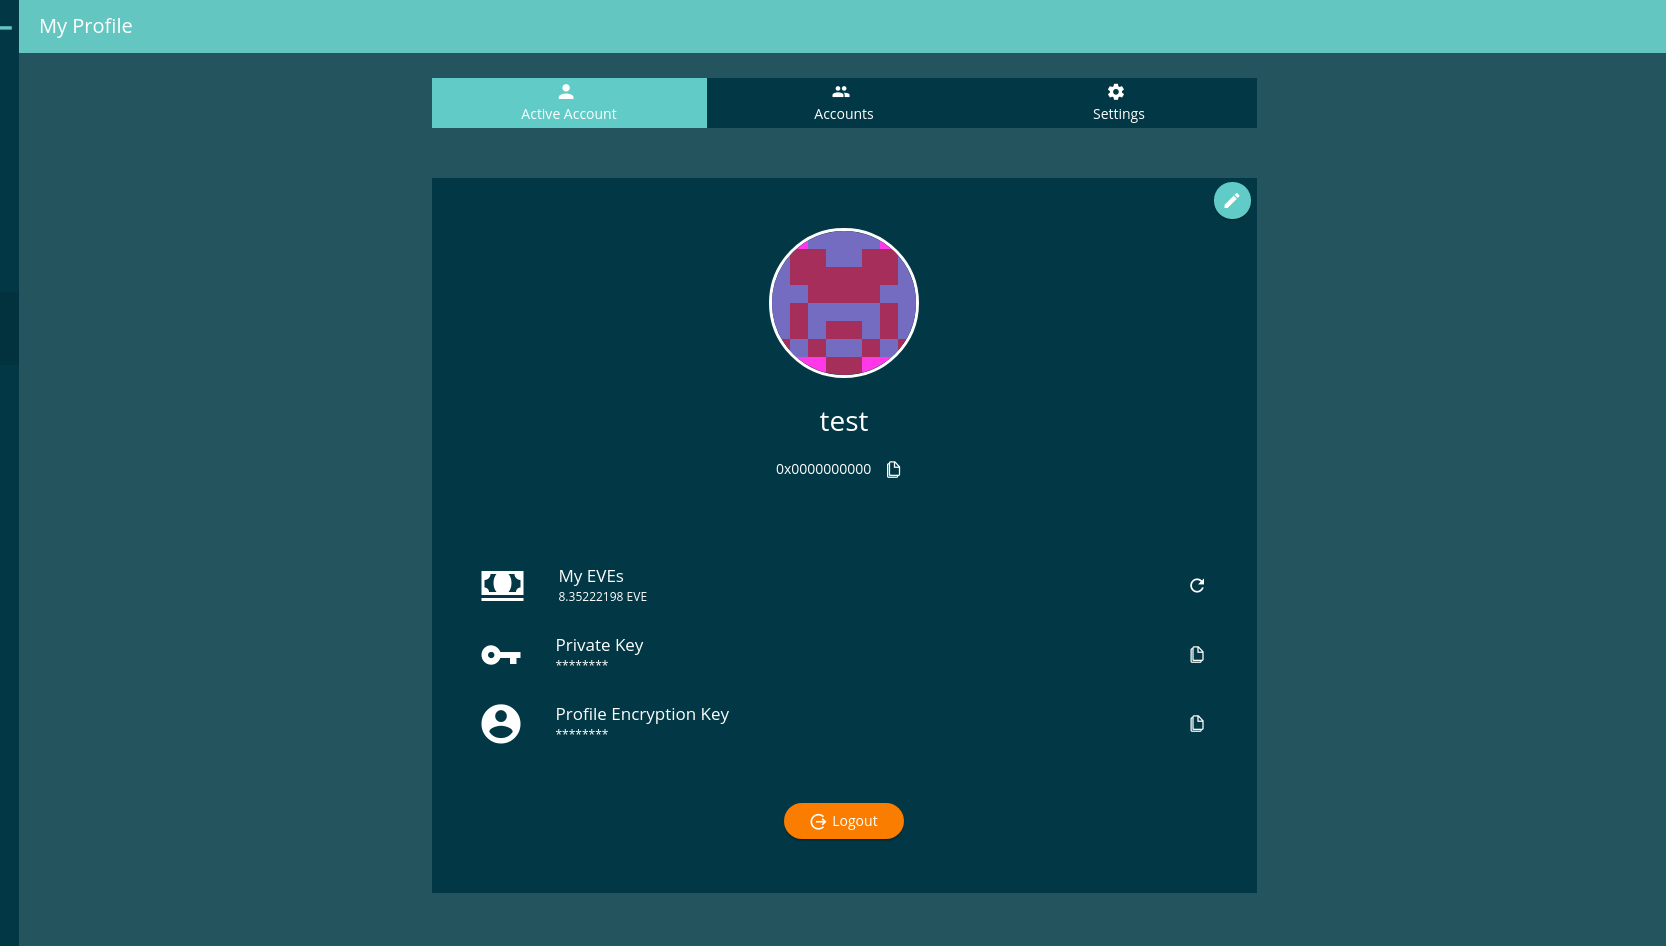 My Profile
Active Account
Accounts
Settings
test
0x0000000000
My EVEs
8.35222198 EVE
Private Key
********
Profile Encryption Key
********
Logout